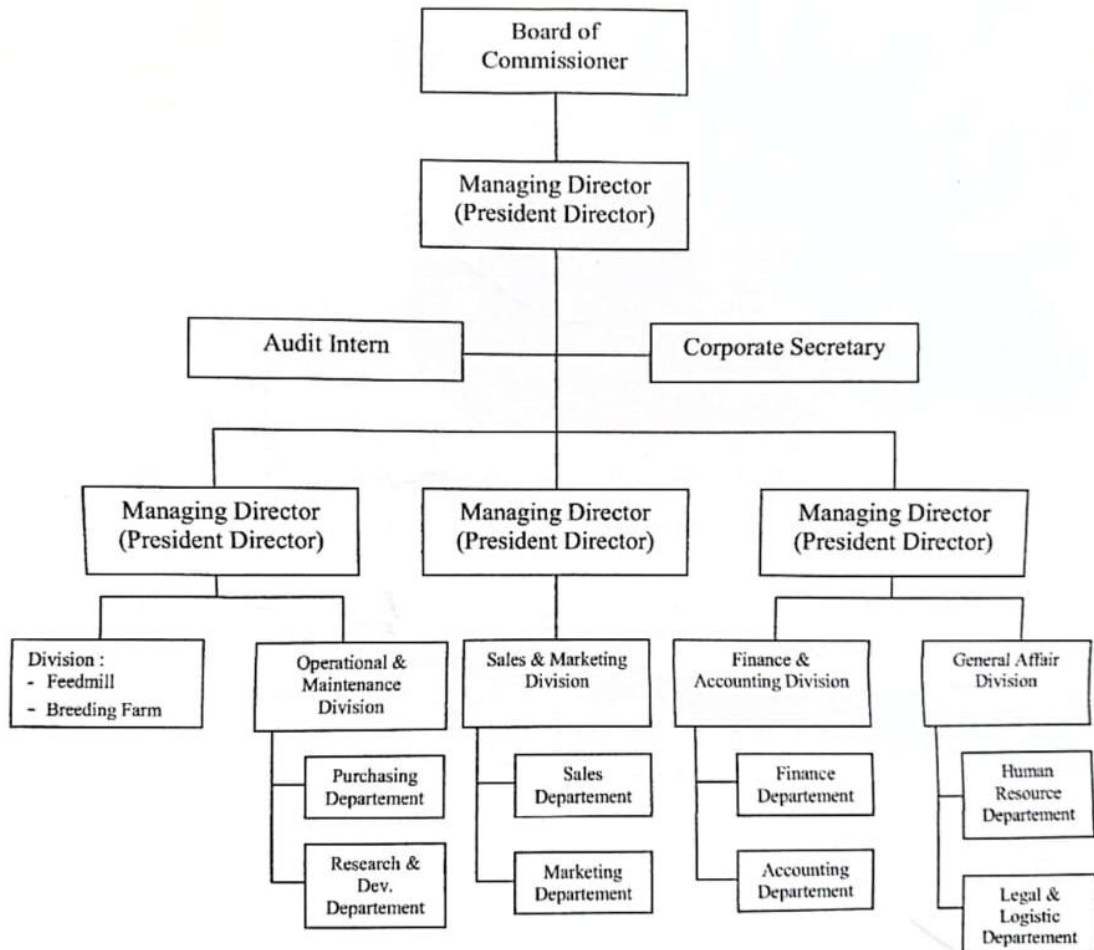 Board of
Commissioner
Managing Director
(President Director)
Audit Intern
Corporate Secretary
Managing Director
(President Director)
Managing Director
(President Director)
Managing Director
(President Director)
Division :
- Feedmill
- Breeding Farm
Operational &
Maintenance
Division
Sales & Marketing
Division
Finance &
Accounting Division
General Affair
Division
Purchasing
Departement
Research &
Dev.
Departement
Sales
Departement
Marketing
Departement
Finance
Departement
Accounting
Departement
Human
Resource
Departement
Legal &
Logistic
Departement